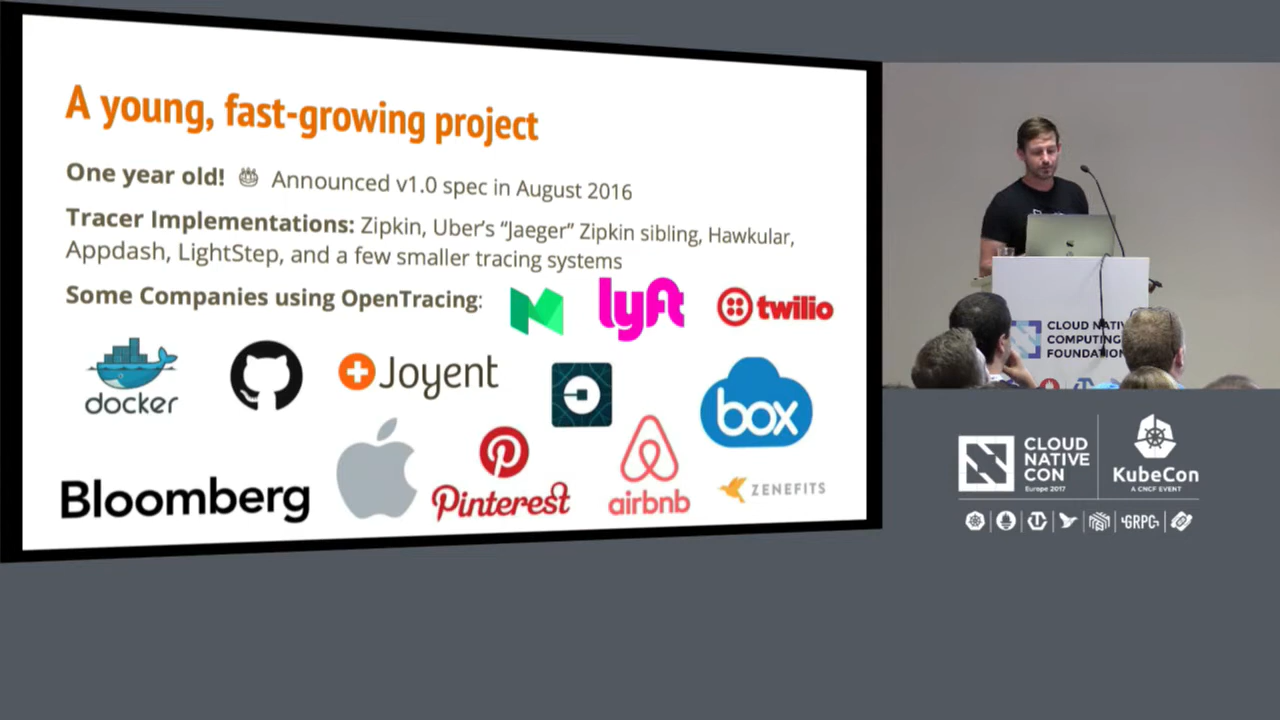 A young, fast-growing project
One year old! Announced v1.0 spec in August 2016
Tracer Implementations: Zipkin, Uber's “Jaeger” Zipkin sibling, Hawkular,
Appdash, LightStep, and a few smaller tracing systems
Some Companies using OpenTracing:
lyft
twilio
docker
Joyent
box
Bloomberg
Pinterest
airbnb
ZENEFITS
CLOUD NATIV
COMPUTING
FOUNDATION
CLOUD
NATIVE
CON
Europe 2017
KubeCon
A CNCF EVENT
GRPC